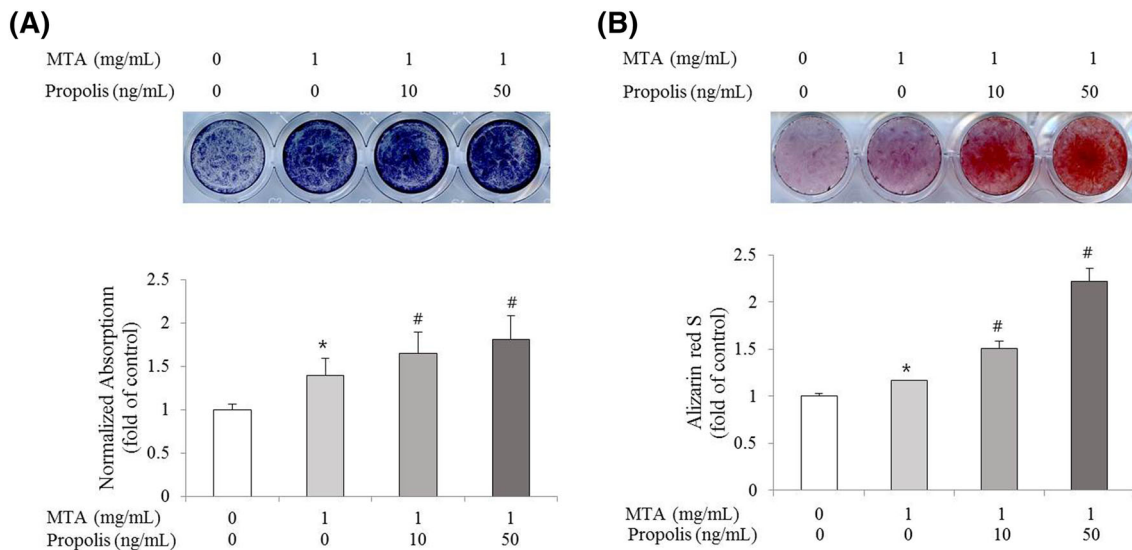 (A)
MTA (mg/mL) 0 1 1 1
Propolis (ng/mL) 0 0 10 50
2.5
2
1.5
1
0.5
0
Normalized Absorptionn
(fold of control)
*
#
#
MTA (mg/mL) 0 1 1 1
Propolis (ng/mL) 0 0 10 50
(B)
MTA (mg/mL) 0 1 1 1
Propolis (ng/mL) 0 0 10 50
2.5
2
1.5
1
0.5
0
Alizarin red S
(fold of control)
*
#
#
MTA (mg/mL) 0 1 1 1
Propolis (ng/mL) 0 0 10 50